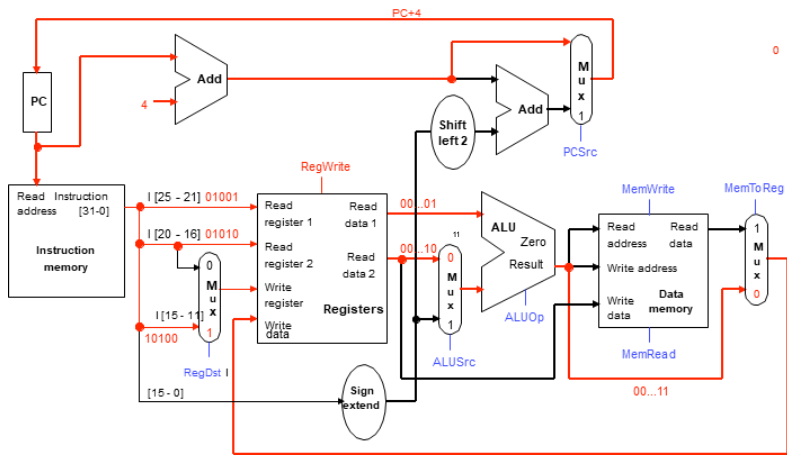 PC+4
0
Add
0
M
u
x
1
PC
4
Add
Shift
left 2
PCSrc
RegWrite
MemWrite
MemToReg
Read Instruction
address [31-0]
Instruction
memory
I [25 - 21] 01001
I [20 - 16] 01010
I [15 - 11]
10100
0
M
u
x
1
RegDst I
Read
register 1
Read
data 1
Read
register 2
Read
data 2
Write
register
Registers
Write
data
00...01
00...10
11
0
M
u
x
1
ALUSrc
ALU
Zero
Result
ALUOp
Read
address
Read
data
Write address
Write
data
Data
memory
MemRead
1
M
u
x
0
[15 - 0]
Sign
extend
00...11